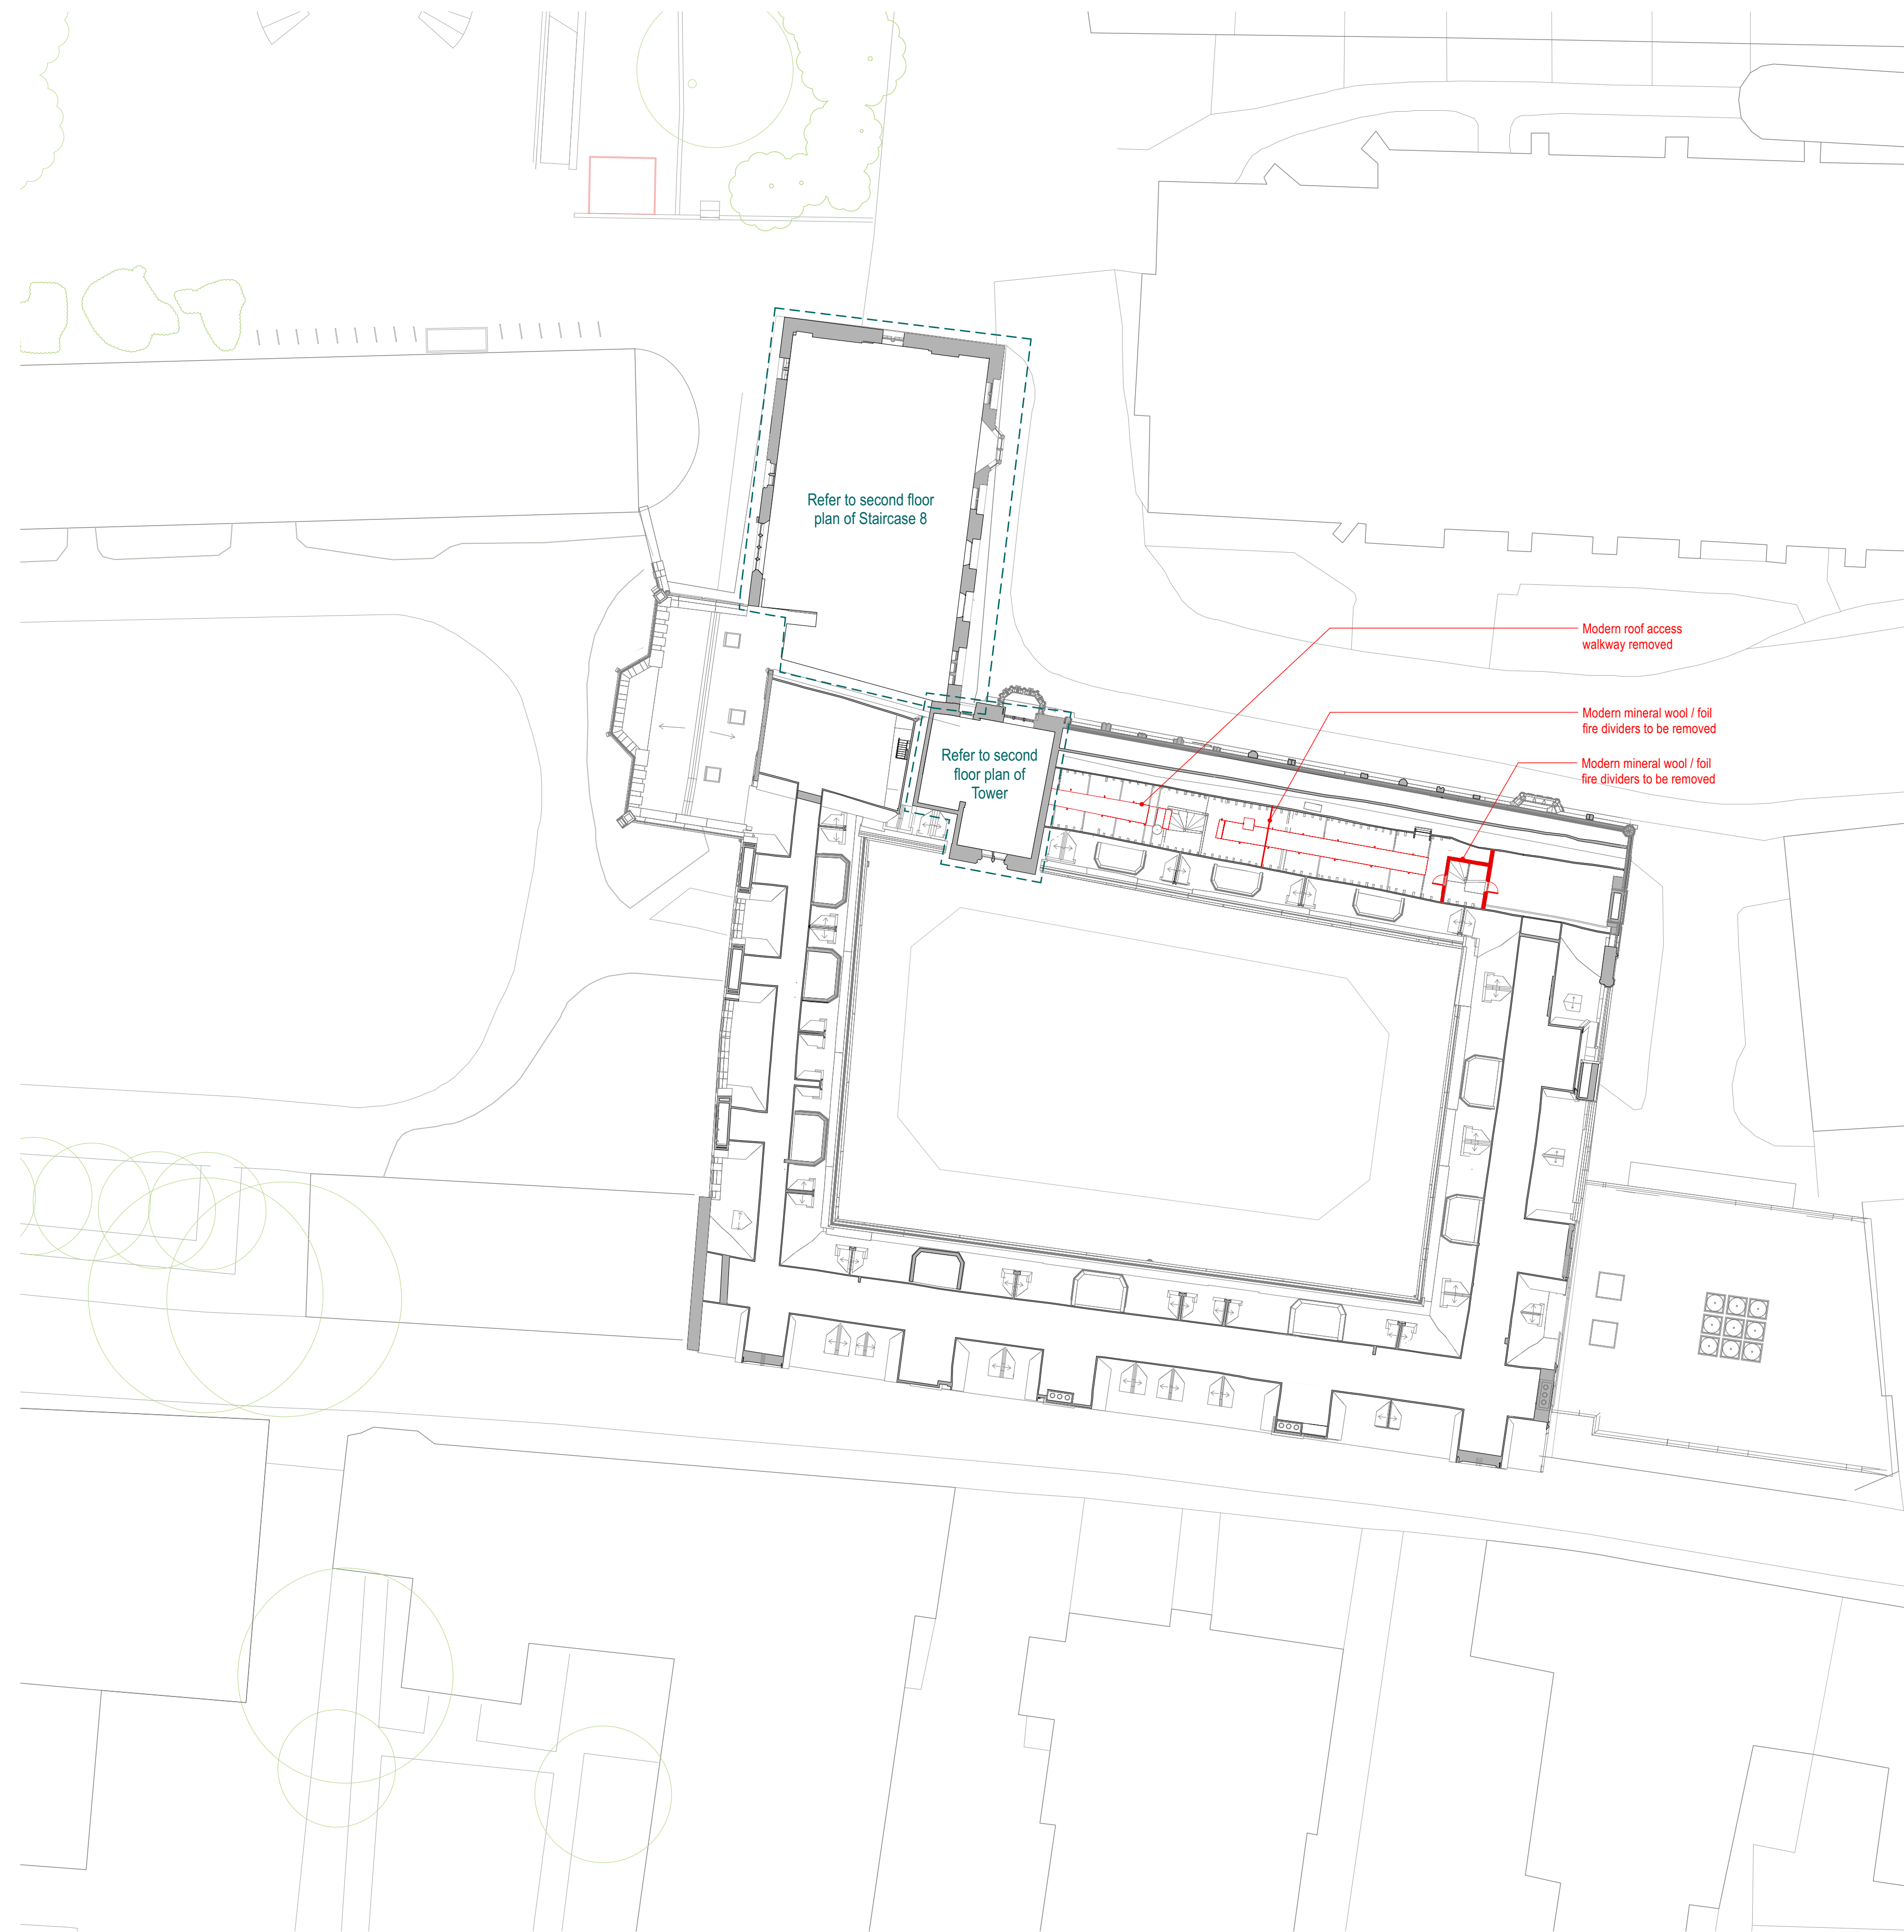 Refer to second floor
plan of Staircase 8
Modern roof access
walkway removed
Modern mineral wool / foil
fire dividers to be removed
Refer to second
floor plan of
Tower
Modern mineral wool / foil
fire dividers to be removed